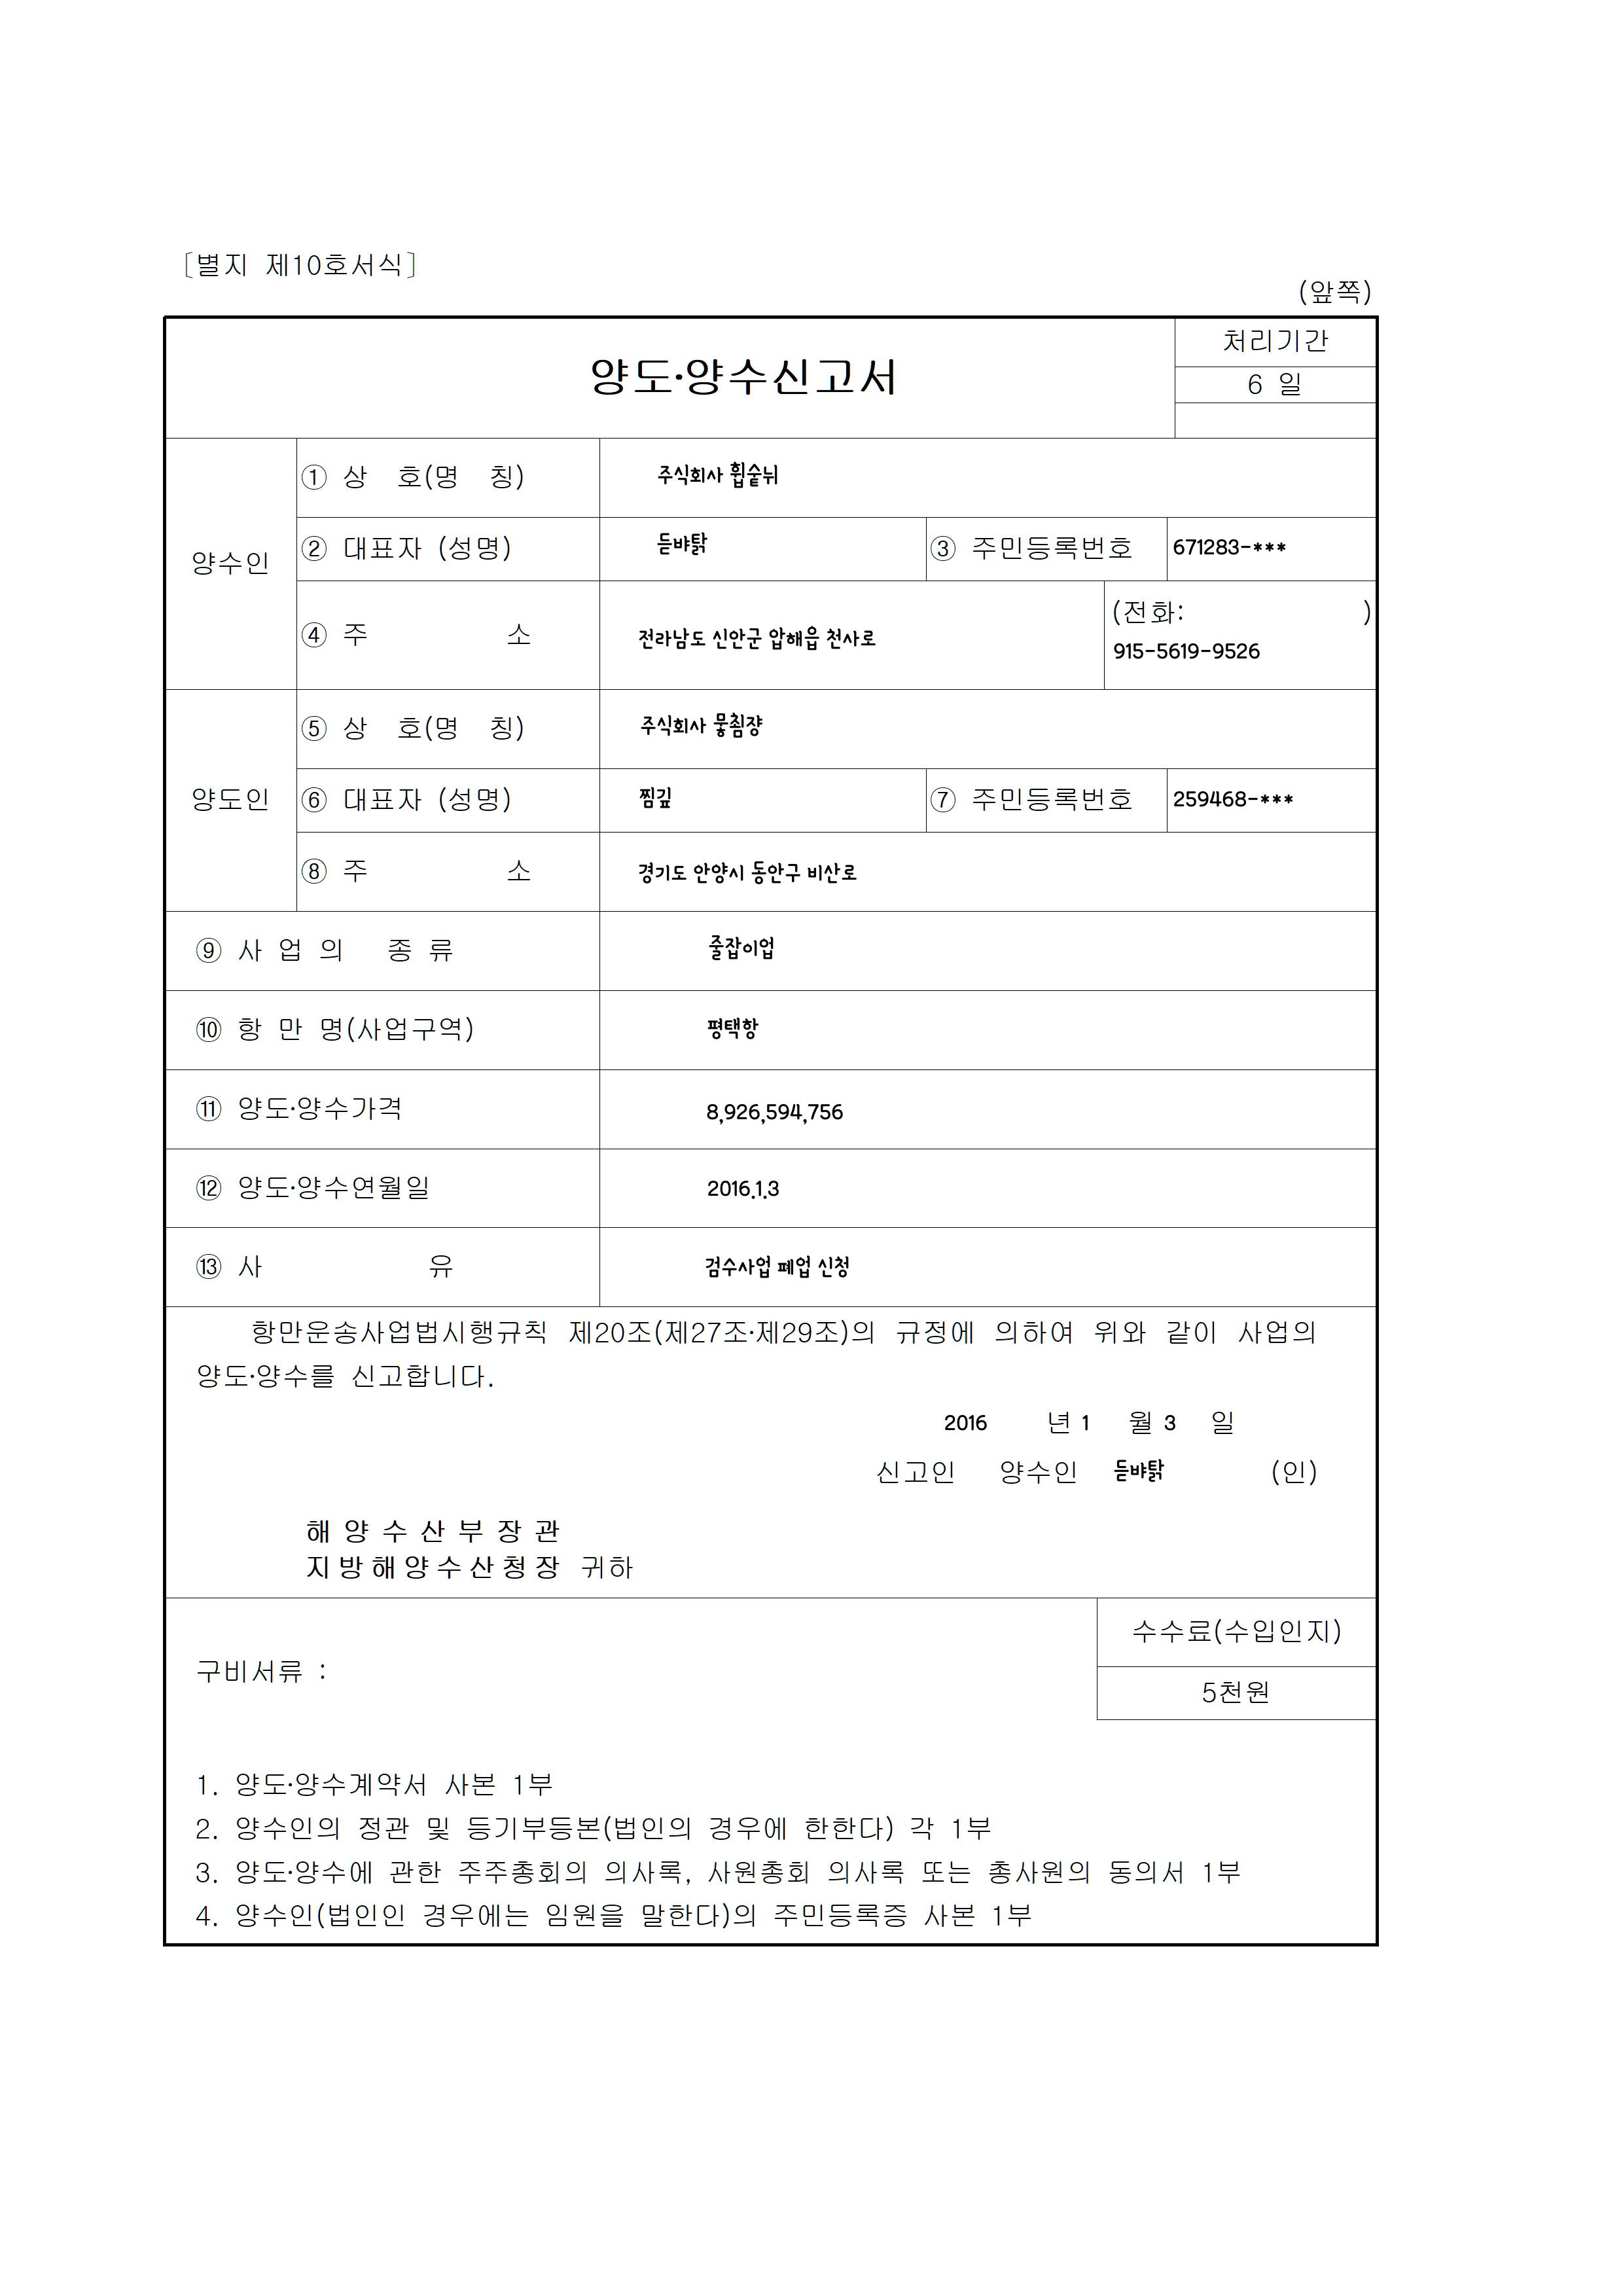 〔별지 제10호서식〕
(앞쪽)
양도·양수신고서
처리기간
6 일
양수인
① 상 호(명 칭)
주식회사 휩숱뉘
② 대표자 (성명)
듣뱌탉
③ 주민등록번호
671283-***
④ 주 소
전라남도 신안군 압해읍 천사로
(전화: )
915-5619-9526
양도인
⑤ 상 호(명 칭)
주식회사 뭏췸쟝
⑥ 대표자 (성명)
찜깊
⑦ 주민등록번호
259468-***
⑧ 주 소
경기도 안양시 동안구 비산로
⑨ 사 업 의 종 류
줄잡이업
⑩ 항 만 명(사업구역)
평택항
⑪ 양도·양수가격
8,926,594,756
⑫ 양도·양수연월일
2016.1.3
⑬ 사 유
검수사업 폐업 신청
항만운송사업법시행규칙 제20조(제27조·제29조)의 규정에 의하여 위와 같이 사업의
양도·양수를 신고합니다.
2016 년 1 월 3 일
신고인 양수인 듣뱌탉 (인)
해 양 수 산 부 장 관
지방해양수산청장 귀하
구비서류 :
수수료(수입인지)
5천원
1. 양도·양수계약서 사본 1부
2. 양수인의 정관 및 등기부등본(법인의 경우에 한한다) 각 1부
3. 양도·양수에 관한 주주총회의 의사록, 사원총회 의사록 또는 총사원의 동의서 1부
4. 양수인(법인인 경우에는 임원을 말한다)의 주민등록증 사본 1부